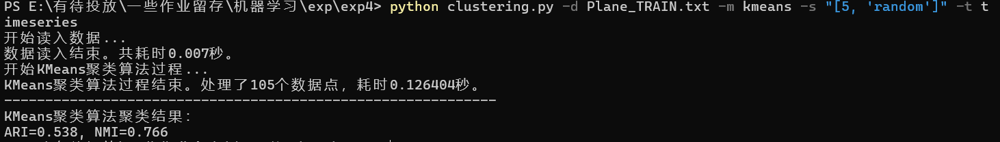 PS E:\有待投放\一些作业留存\机器学习\exp\exp4> python clustering.py -d Plane_TRAIN.txt -m kmeans -s "[5, 'random']" -t t
imeseries
开始读入数据...
数据读入结束。共耗时0.007秒。
开始KMeans聚类算法过程...
KMeans聚类算法过程结束。处理了105个数据点，耗时0.126404秒。
------------------------------------------------------------
KMeans聚类算法聚类结果：
ARI=0.538, NMI=0.766